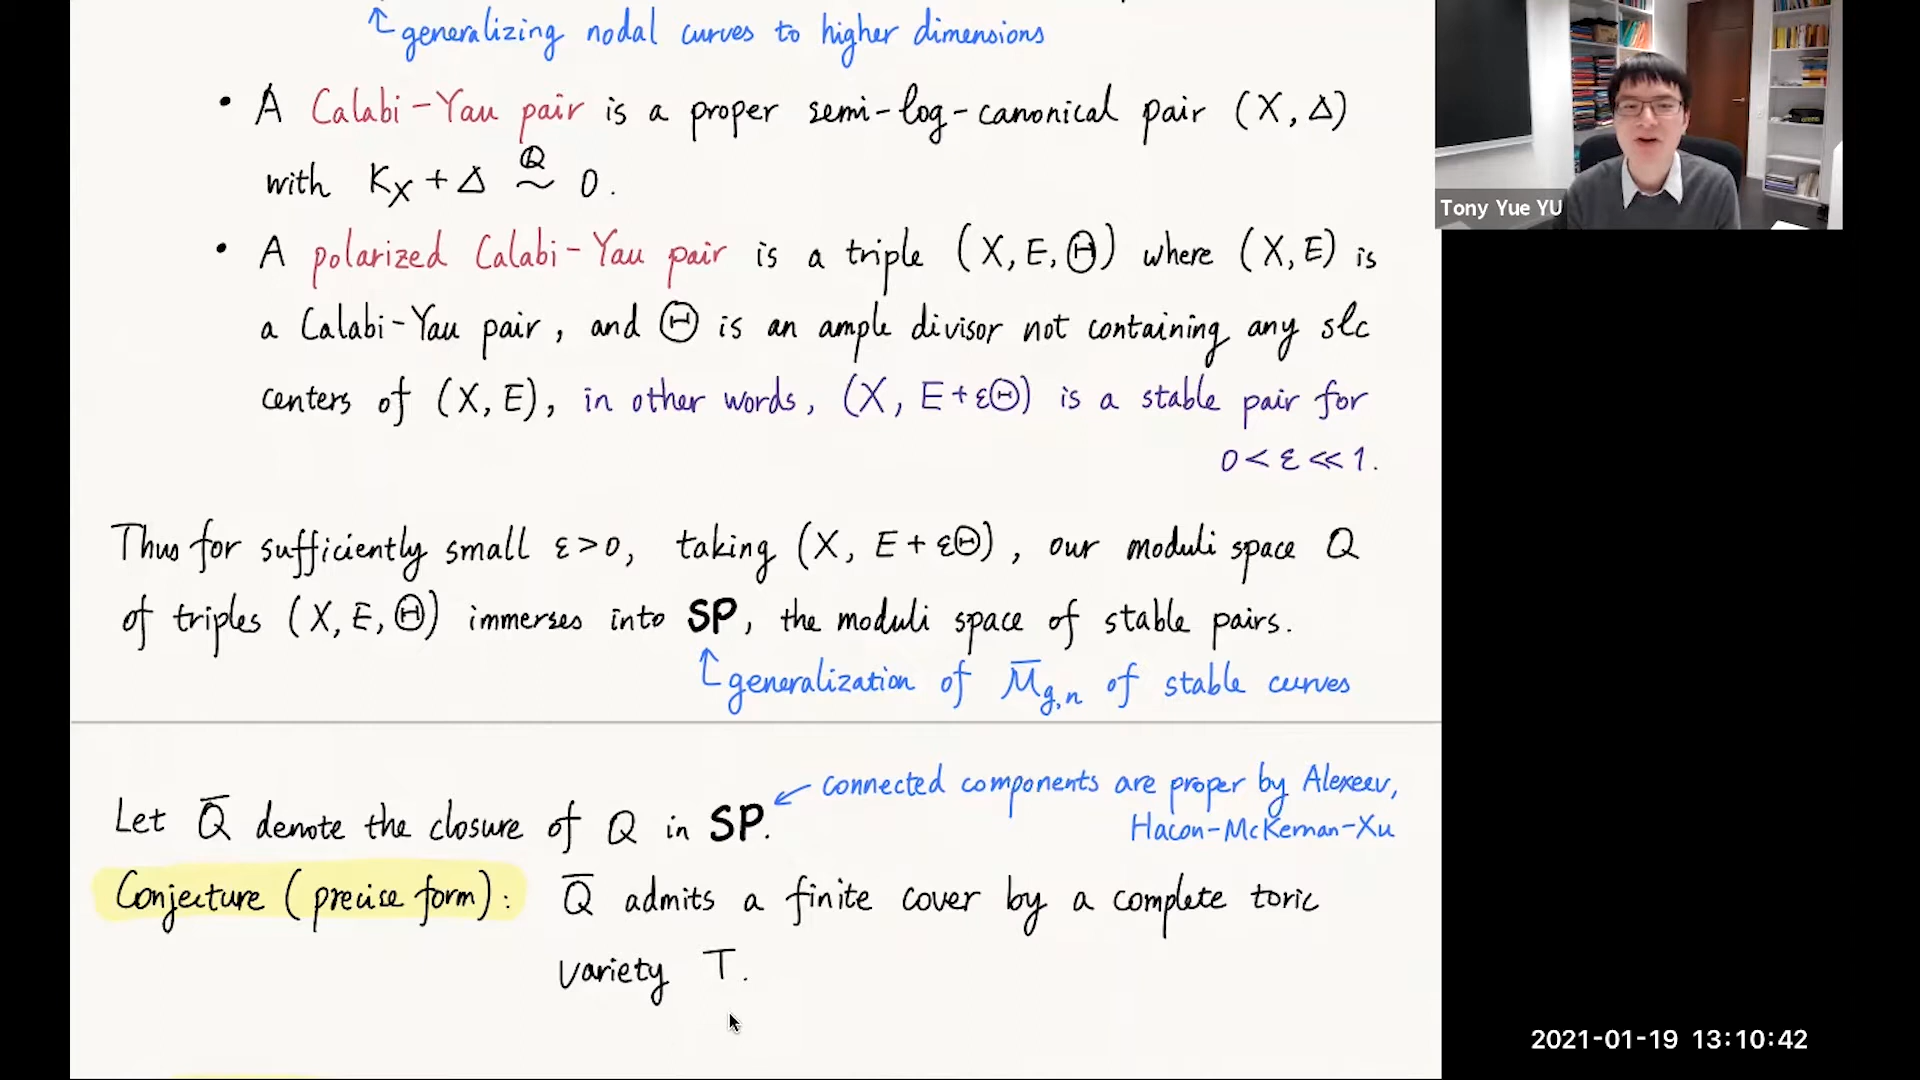 ↑ generalizing nodal curves to higher dimensions
• A Calabi-Yau pair is a proper semi-log-canonical pair (X, Δ)
with K_X + Δ ~^Q 0.
• A polarized Calabi-Yau pair is a triple (X, E, Θ) where (X, E) is
a Calabi-Yau pair, and Θ is an ample divisor not containing any slc
centers of (X, E), in other words, (X, E + εΘ) is a stable pair for
0 < ε ≪ 1.
Thus for sufficiently small ε > 0, taking (X, E + εΘ), our moduli space Q
of triples (X, E, Θ) immerses into SP, the moduli space of stable pairs.
↑ generalization of M̄_{g,n} of stable curves
Let Q̄ denote the closure of Q in SP.
← connected components are proper by Alexeev,
Hacon-McKernan-Xu
Conjecture (precise form): Q̄ admits a finite cover by a complete toric
variety T.
Tony Yue YU
2021-01-19 13:10:42